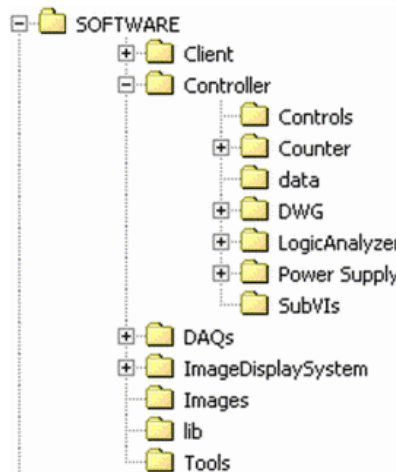 SOFTWARE
Client
Controller
Controls
Counter
data
DWG
LogicAnalyzer
Power Supply
SubVIs
DAQs
ImageDisplaySystem
Images
lib
Tools